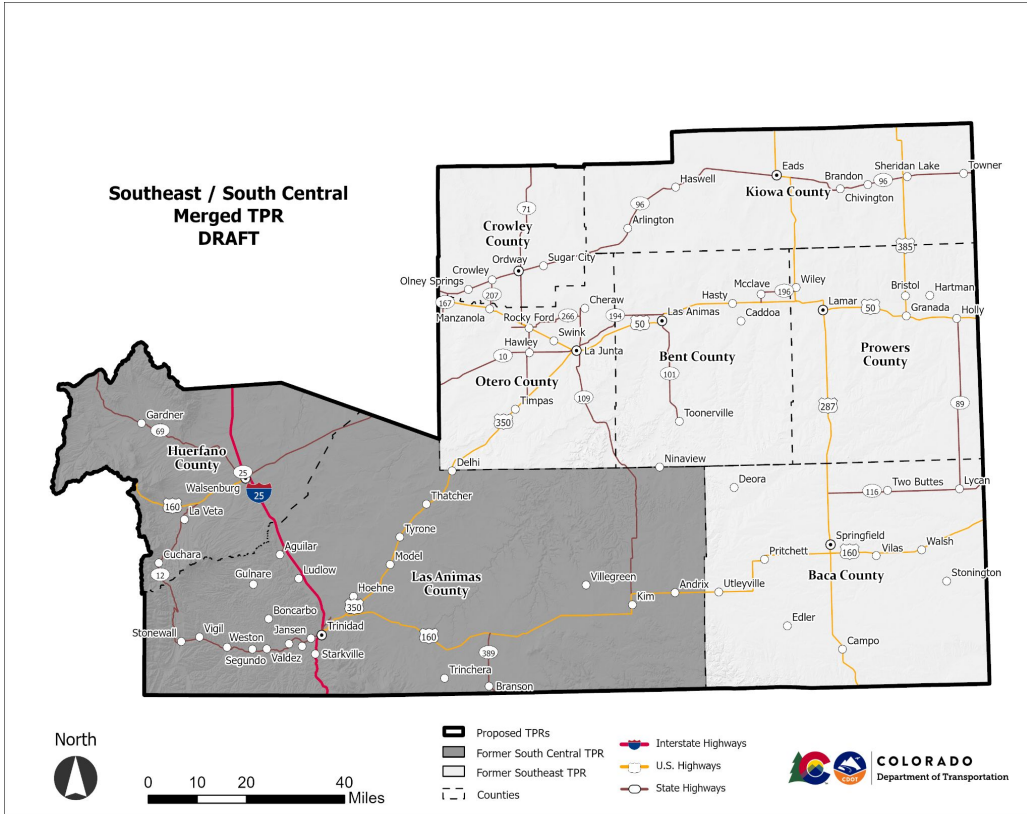 Southeast / South Central
Merged TPR
DRAFT
Eads
Sheridan Lake
Towner
Haswell
Brandon
96
Kiowa County
Chivington
71
96
Arlington
Crowley
County
385
Ordway
Sugar City
Crowley
Olney Springs
207
167
Cheraw
Mcclave
196
Wiley
Bristol
Hartman
Manzanola
Rocky Ford
266
194
Hasty
Las Animas
Lamar
50
Granada
Holly
Caddoa
50
Swink
Hawley
La Junta
10
Bent County
Prowers
County
Otero County
101
109
Timpas
287
89
350
Toonerville
Gardner
69
Huerfano
County
25
Walsenburg
25
160
La Veta
Delhi
Ninaview
Deora
Two Buttes
Lycan
116
Thatcher
Tyrone
Springfield
Cuchara
Aguilar
Model
Pritchett
160
Vilas
Walsh
12
Gulnare
Ludlow
Las Animas
County
Villegreen
Baca County
Stonington
Hoehne
Andrix
Utleyville
350
Kim
Boncarbo
Edler
Stonewall
Vigil
Weston
Jansen
Trinidad
160
Campo
Segundo
Valdez
Starkville
389
Trinchera
Branson
North
0 10 20 40
Miles
Proposed TPRs
Former South Central TPR
Former Southeast TPR
Counties
Interstate Highways
U.S. Highways
State Highways
CDOT
COLORADO
Department of Transportation